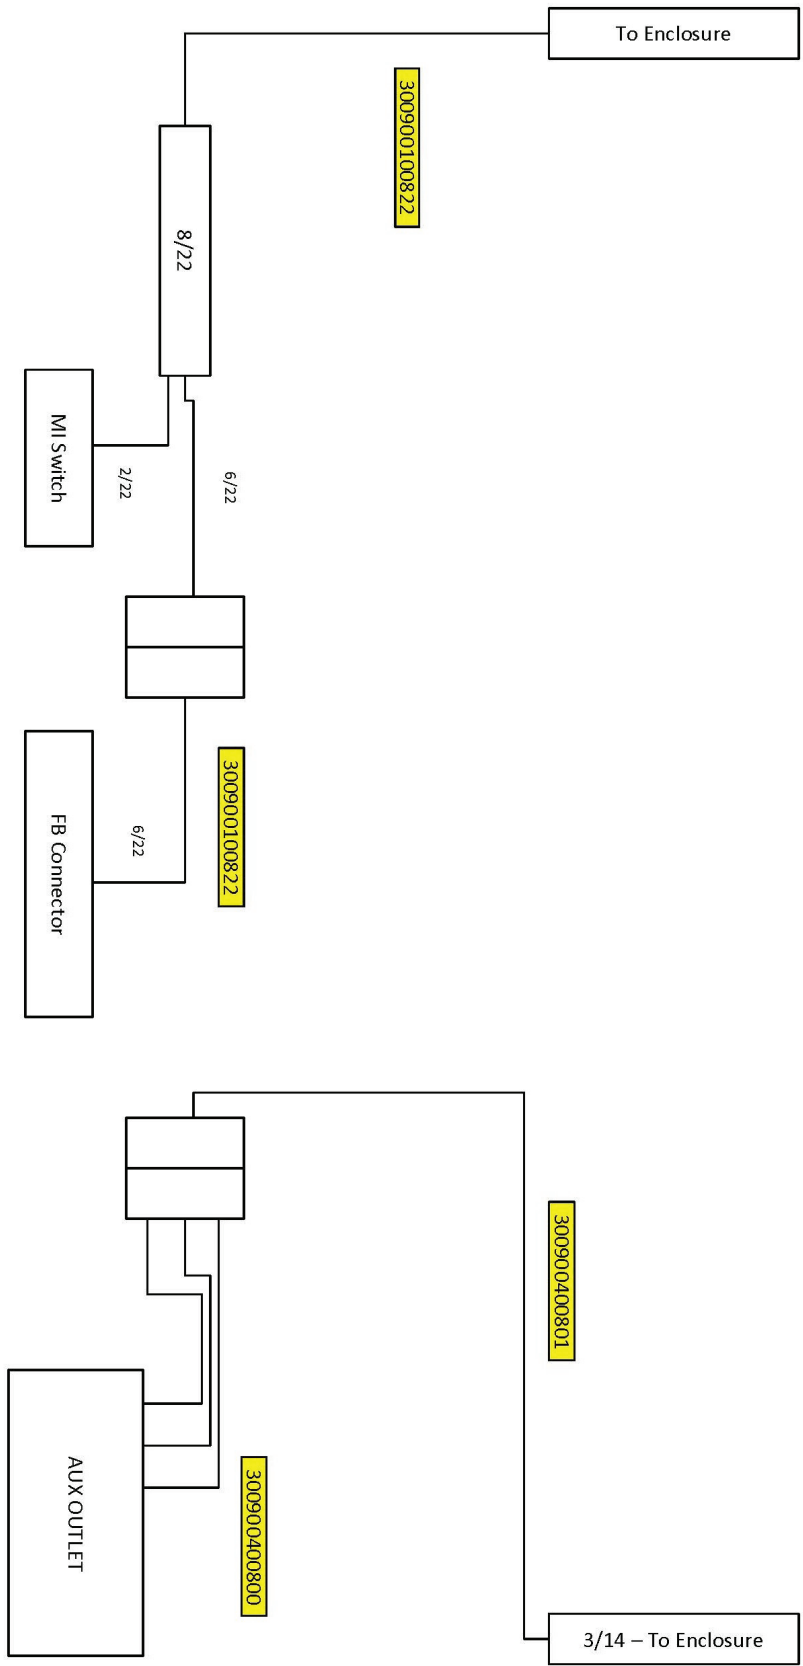 To Enclosure
300900100822
8/22
MI Switch
2/22
6/22
300900100822
6/22
FB Connector
300900400801
300900400800
AUX OUTLET
3/14 – To Enclosure